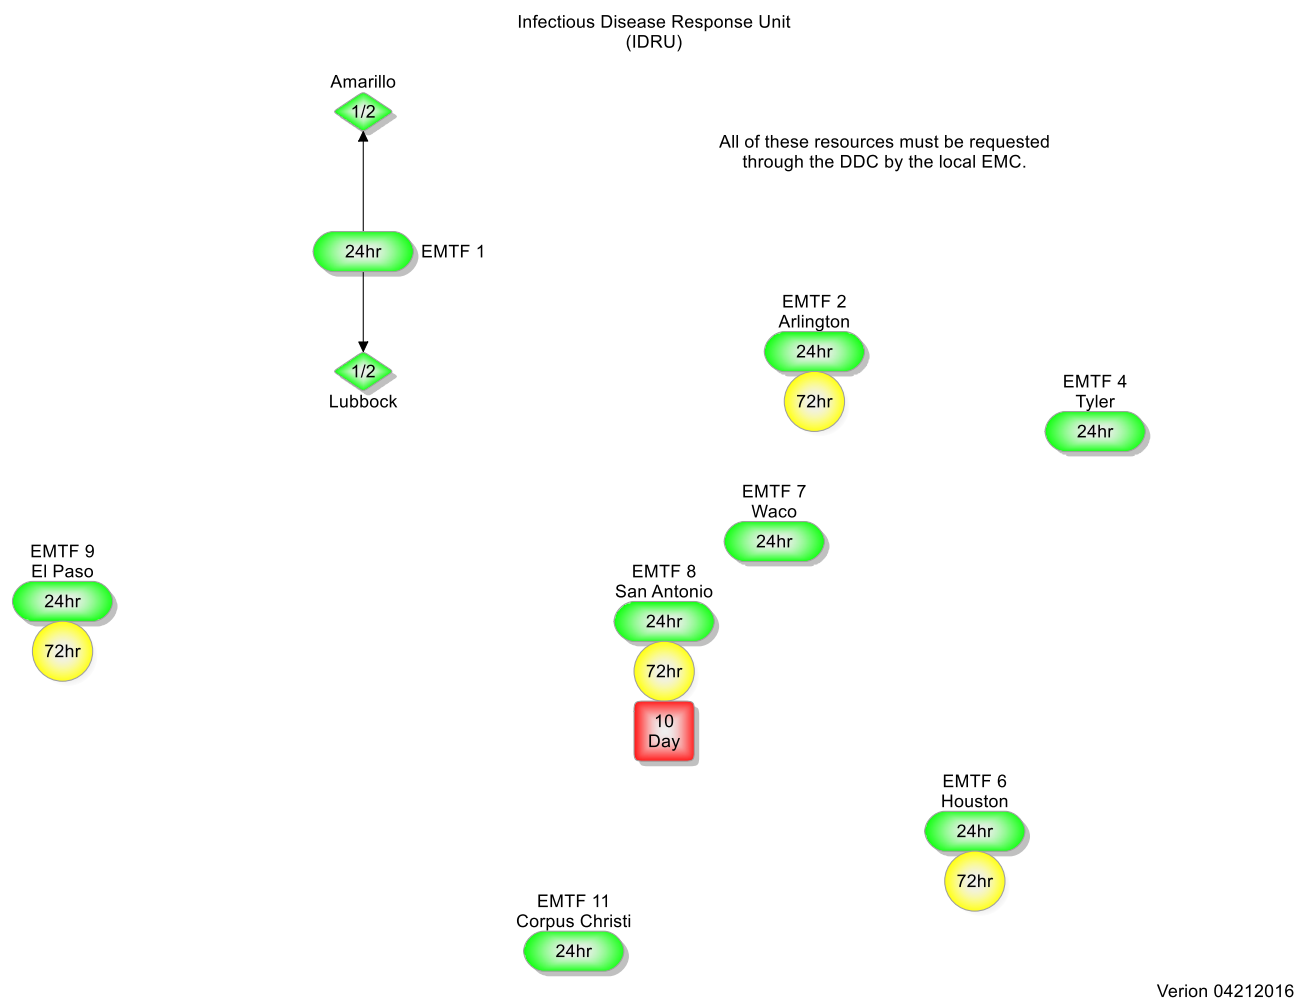 Infectious Disease Response Unit
(IDRU)
Amarillo
1/2
All of these resources must be requested
through the DDC by the local EMC.
24hr
EMTF 1
1/2
Lubbock
EMTF 2
Arlington
24hr
72hr
EMTF 4
Tyler
24hr
EMTF 7
Waco
24hr
EMTF 9
El Paso
24hr
72hr
EMTF 8
San Antonio
24hr
72hr
10
Day
EMTF 6
Houston
24hr
72hr
EMTF 11
Corpus Christi
24hr
Verion 04212016